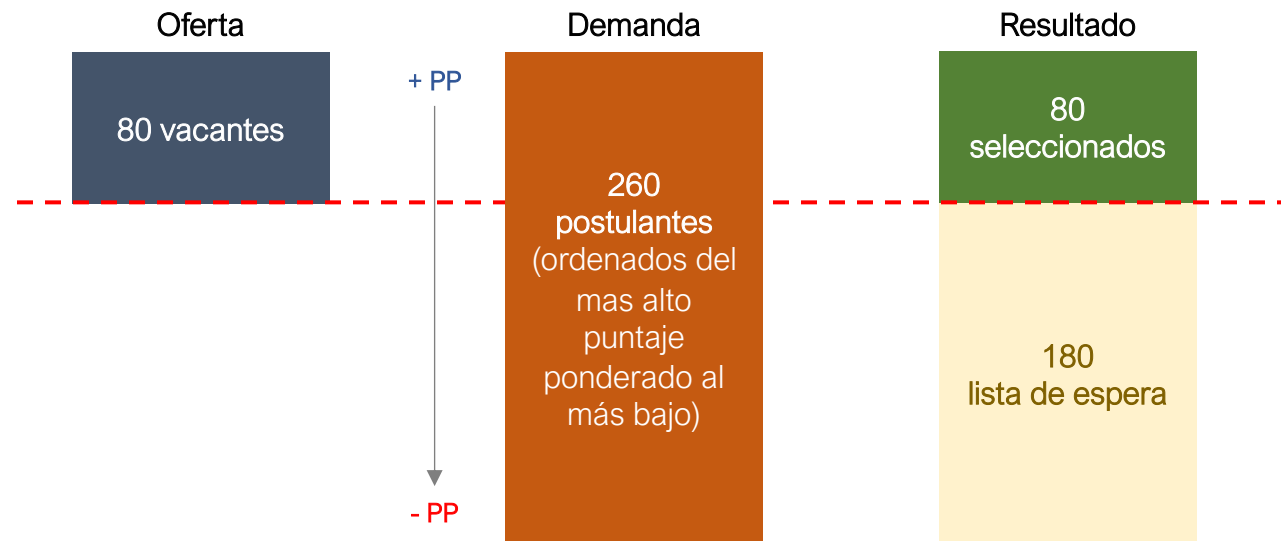 Oferta
80 vacantes
+ PP
- PP
Demanda
260
postulantes
(ordenados del
mas alto
puntaje
ponderado al
más bajo)
Resultado
80
seleccionados
180
lista de espera